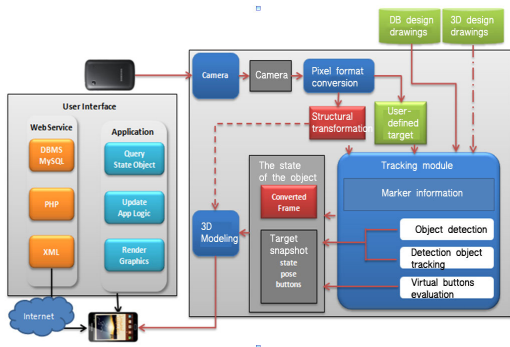 DB design
drawings
3D design
drawings
Camera
Camera
Pixel format
conversion
User Interface
Web Service
DBMS
MySQL
PHP
XML
Application
Query
State Object
Update
App Logic
Render
Graphics
Internet
Structural
transformation
User-
defined
target
The state
of the object
Converted
Frame
Target
snapshot
state
pose
buttons
3D
Modeling
Tracking module
Marker information
Object detection
Detection object
tracking
Virtual buttons
evaluation